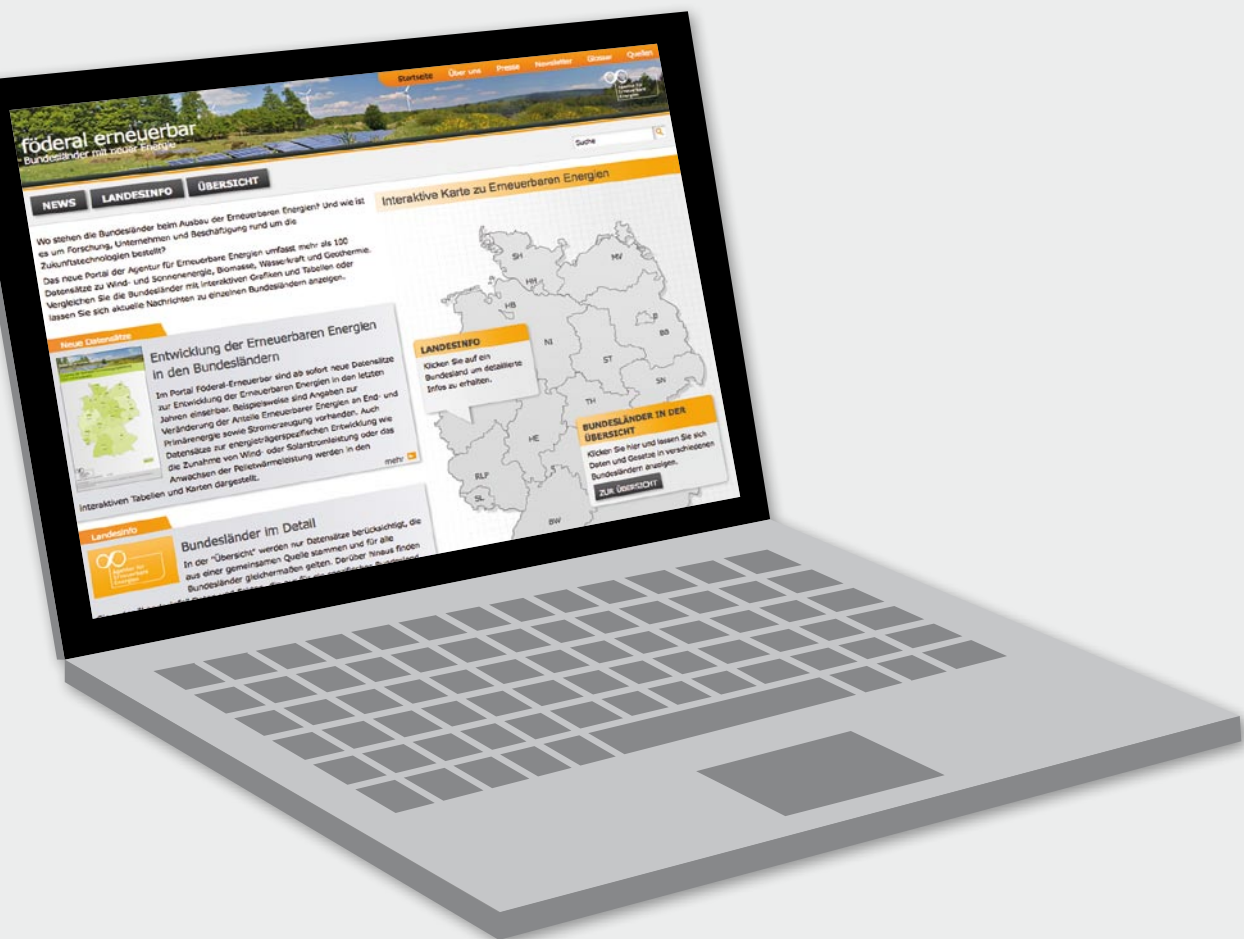 Startseite Über uns Presse Newsletter Glossar Quellen
föderal erneuerbar
Bundesländer mit neuer Energie
Agentur für
Erneuerbare
Energien
Suche
NEWS LANDESINFO ÜBERSICHT
Wo stehen die Bundesländer beim Ausbau der Erneuerbaren Energien? Und wie ist
es um Forschung, Unternehmen und Beschäftigung rund um die
Zukunftstechnologien bestellt?
Das neue Portal der Agentur für Erneuerbare Energien umfasst mehr als 100
Datensätze zu Wind- und Sonnenenergie, Biomasse, Wasserkraft und Geothermie.
Vergleichen Sie die Bundesländer mit interaktiven Grafiken und Tabellen oder
lassen Sie sich aktuelle Nachrichten zu einzelnen Bundesländern anzeigen.
Neue Datensätze
Entwicklung der Erneuerbaren Energien
in den Bundesländern
Im Portal Föderal-Erneuerbar sind ab sofort neue Datensätze
zur Entwicklung der Erneuerbaren Energien in den letzten
Jahren einsehbar. Beispielsweise sind Angaben zur
Veränderung der Anteile Erneuerbarer Energien an End- und
Primärenergie sowie Stromerzeugung vorhanden. Auch
Datensätze zur energieträgerspezifischen Entwicklung wie
die Zunahme von Wind- oder Solarstromleistung oder das
Anwachsen der Pelletwärmeleistung werden in den
interaktiven Tabellen und Karten dargestellt.
mehr
Landesinfo
Agentur für
Erneuerbare
Energien
Bundesländer im Detail
In der "Übersicht" werden nur Datensätze berücksichtigt, die
aus einer gemeinsamen Quelle stammen und für alle
Bundesländer gleichermaßen gelten. Darüber hinaus finden
Interaktive Karte zu Erneuerbaren Energien
SH
MV
HH
HB
B
BB
NI
ST
SN
TH
HE
RLP
SL
BW
LANDESINFO
Klicken Sie auf ein
Bundesland um detaillierte
Infos zu erhalten.
BUNDESLÄNDER IN DER
ÜBERSICHT
Klicken Sie hier und lassen Sie sich
Daten und Gesetze in verschiedenen
Bundesländern anzeigen.
ZUR ÜBERSICHT